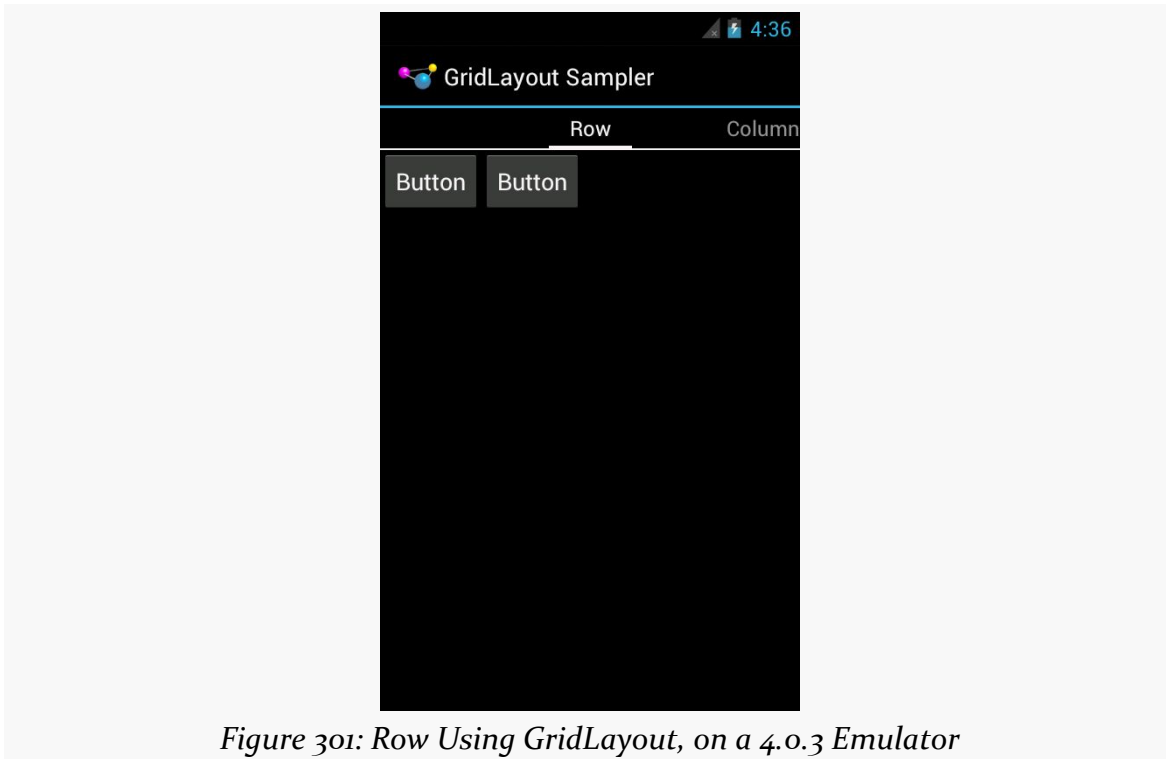 4:36
GridLayout Sampler
Row Column
Button Button
Figure 301: Row Using GridLayout, on a 4.0.3 Emulator